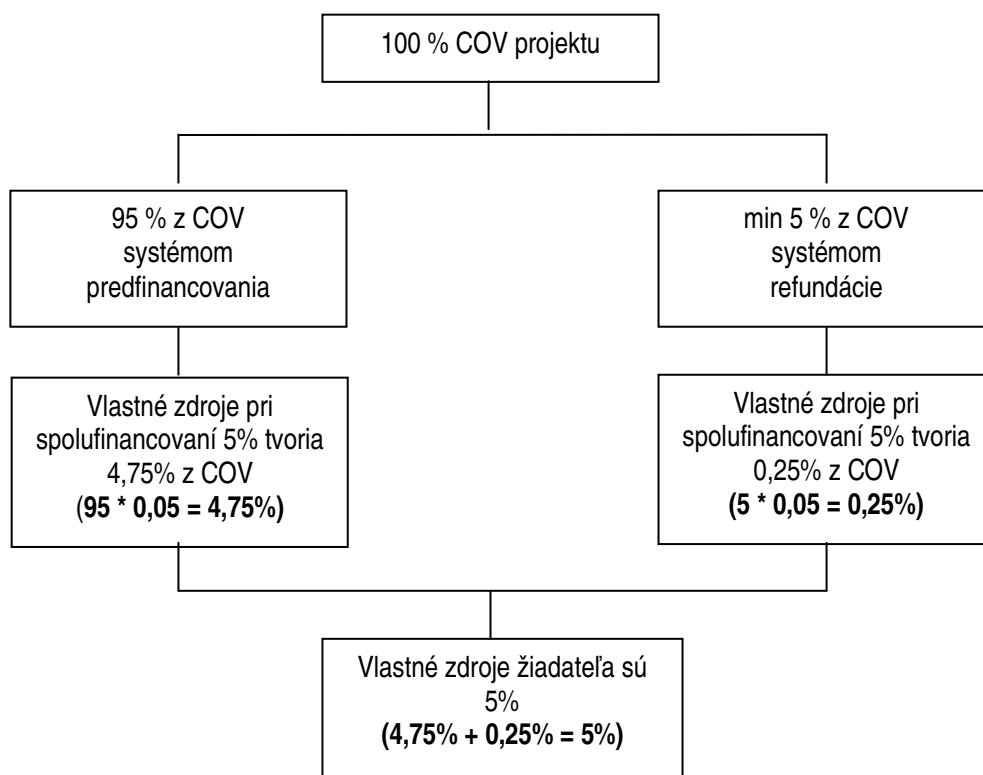 100 % COV projektu
95 % z COV
systémom
predfinancovania
min 5 % z COV
systémom
refundácie
Vlastné zdroje pri
spolufinancovaní 5% tvoria
4,75% z COV
(95 * 0,05 = 4,75%)
Vlastné zdroje pri
spolufinancovaní 5% tvoria
0,25% z COV
(5 * 0,05 = 0,25%)
Vlastné zdroje žiadateľa sú
5%
(4,75% + 0,25% = 5%)